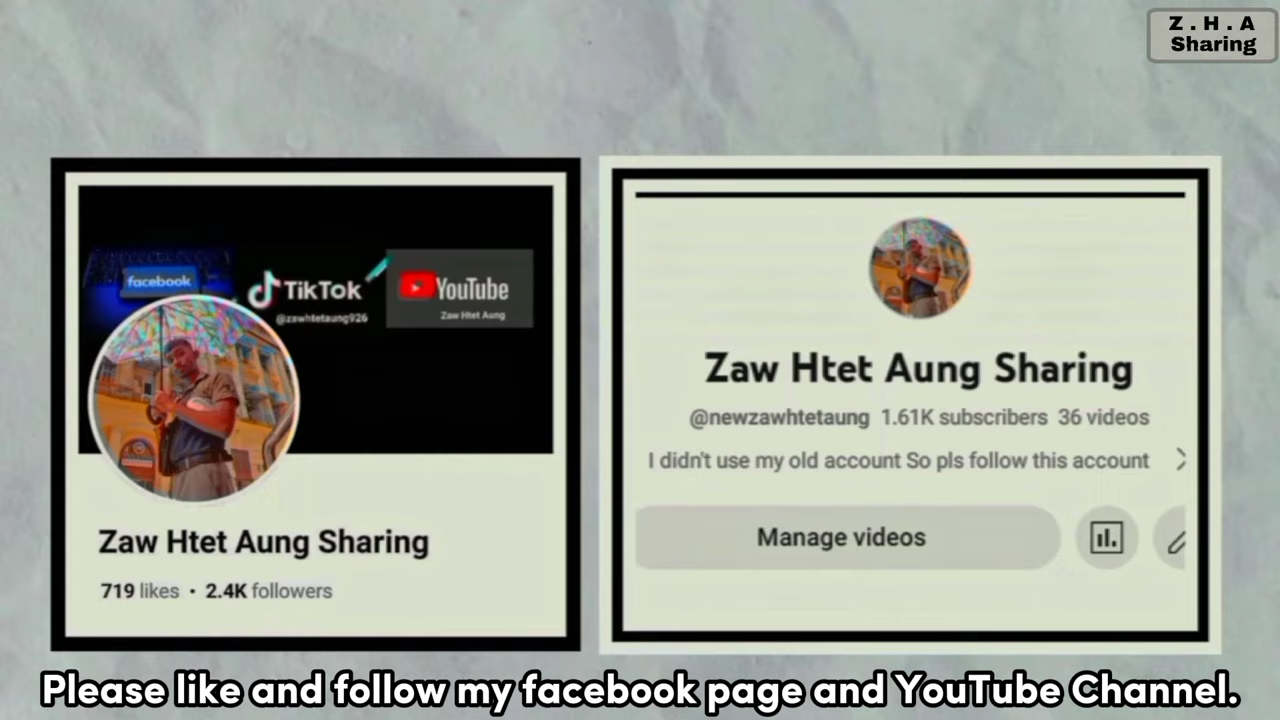 Z . H . A
Sharing
facebook
TikTok
@zawhtetaung926
YouTube
Zaw Htet Aung
Zaw Htet Aung Sharing
719 likes · 2.4K followers
Zaw Htet Aung Sharing
@newzawhtetaung 1.61K subscribers 36 videos
I didn't use my old account So pls follow this account
Manage videos
Please like and follow my facebook page and YouTube Channel.